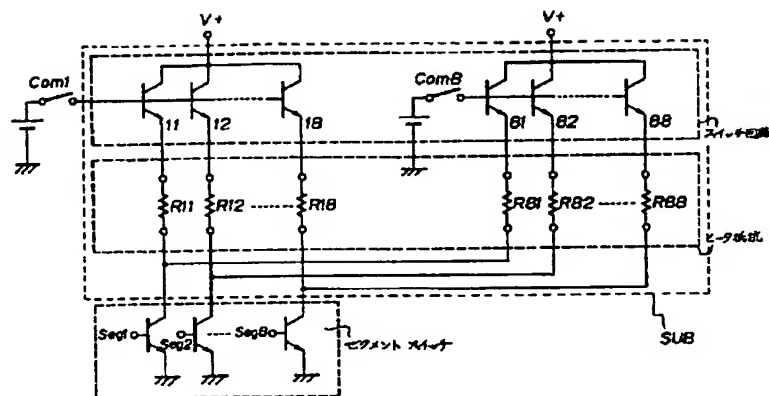 V+ V+
Com1 Com8
11 12 18 81 82 88
スイッチ回路
R11 R12 R18 R81 R82 R88
ヒータ抵抗
Seg1 Seg2 Seg8
セグメント スイッチ
SUB